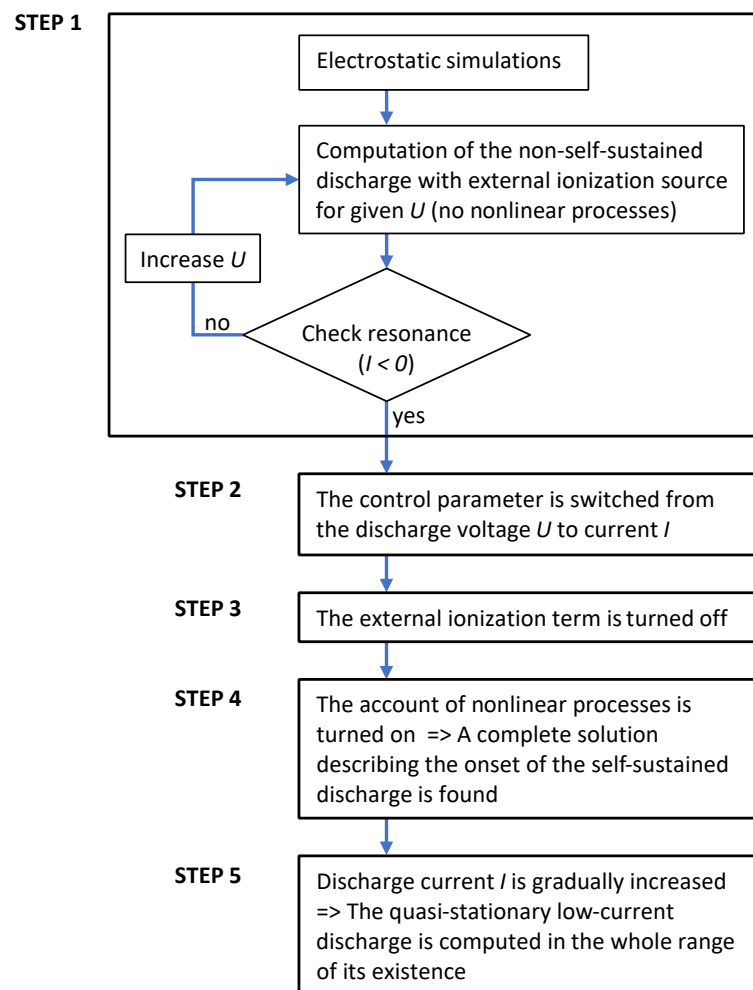 STEP 1
Electrostatic simulations
Computation of the non-self-sustained
discharge with external ionization source
for given U (no nonlinear processes)
Increase U
no
Check resonance
(I < 0)
yes
STEP 2
The control parameter is switched from
the discharge voltage U to current I
STEP 3
The external ionization term is turned off
STEP 4
The account of nonlinear processes is
turned on => A complete solution
describing the onset of the self-sustained
discharge is found
STEP 5
Discharge current I is gradually increased
=> The quasi-stationary low-current
discharge is computed in the whole range
of its existence